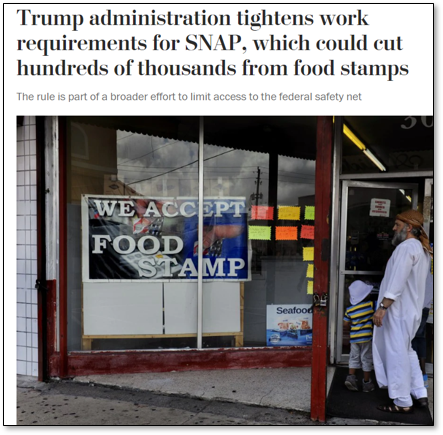 Trump administration tightens work
requirements for SNAP, which could cut
hundreds of thousands from food stamps
The rule is part of a broader effort to limit access to the federal safety net
WE ACCEPT
FOOD
STAMP
Seafood